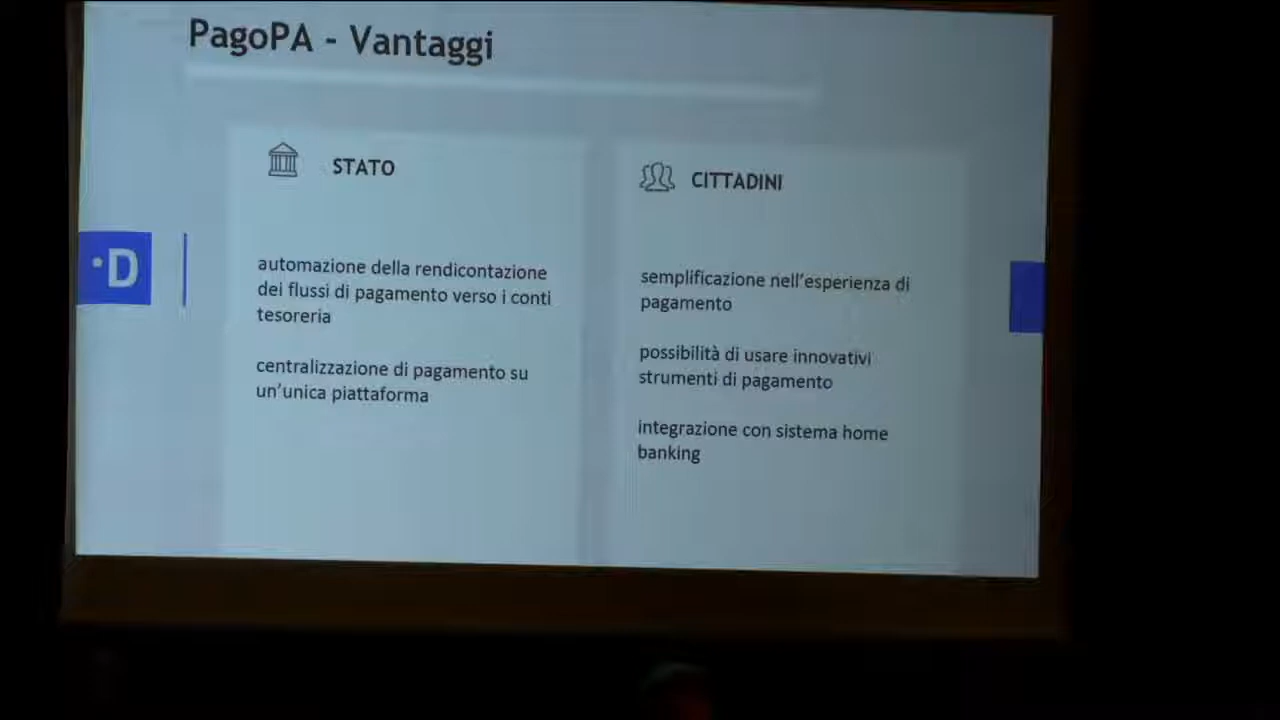 PagoPA - Vantaggi
STATO
automazione della rendicontazione
dei flussi di pagamento verso i conti
tesoreria
centralizzazione di pagamento su
un'unica piattaforma
CITTADINI
semplificazione nell'esperienza di
pagamento
possibilità di usare innovativi
strumenti di pagamento
integrazione con sistema home
banking
·D